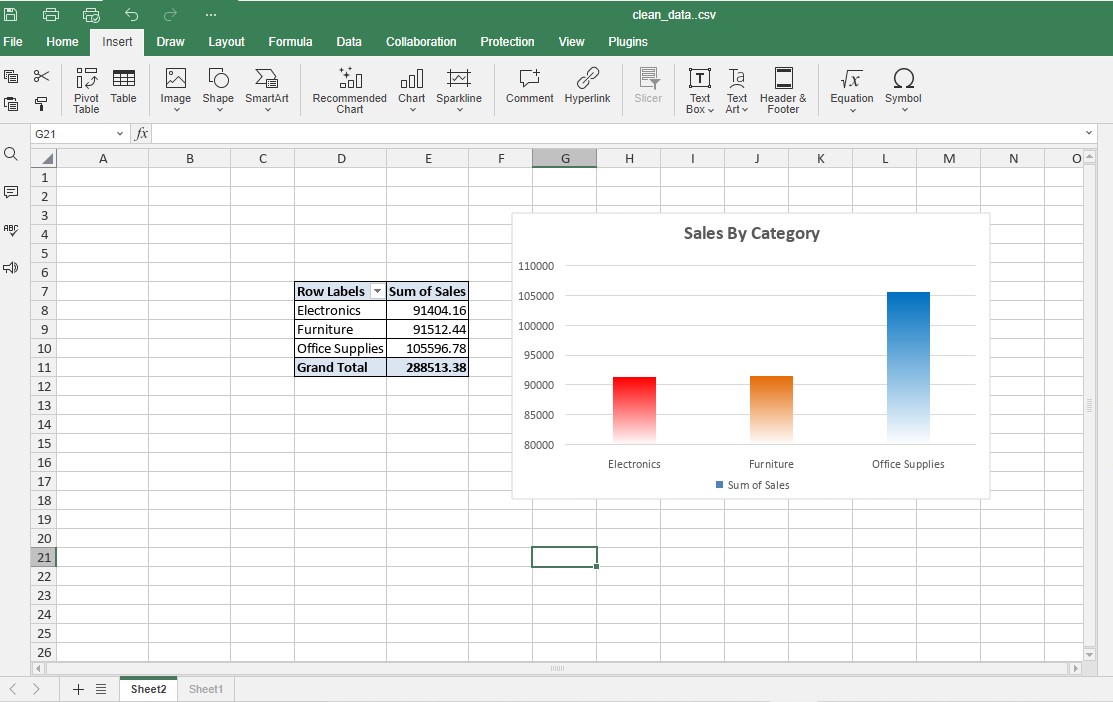 clean_data..csv
File Home Insert Draw Layout Formula Data Collaboration Protection View Plugins
Pivot Table Table Image Shape SmartArt Recommended Chart Chart Sparkline Comment Hyperlink Slicer Text Box Text Art Header & Footer Equation Symbol
G21 fx
A B C D E F G H I J K L M N O
1
2
3
4
5
6
7
8
9
10
11
12
13
14
15
16
17
18
19
20
21
22
23
24
25
26
ABC
Row Labels Sum of Sales
Electronics 91404.16
Furniture 91512.44
Office Supplies 105596.78
Grand Total 288513.38
Sales By Category
110000
105000
100000
95000
90000
85000
80000
Electronics Furniture Office Supplies
Sum of Sales
Sheet2 Sheet1